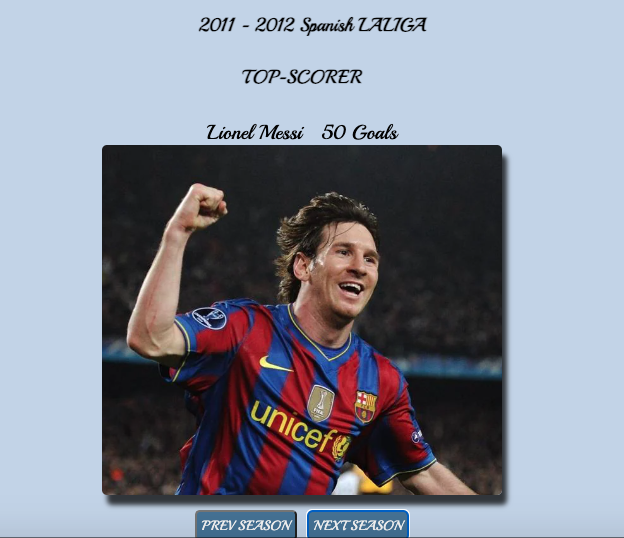 2011 - 2012 Spanish LALIGA
TOP-SCORER
Lionel Messi 50 Goals
unicef
PREV SEASON NEXT SEASON